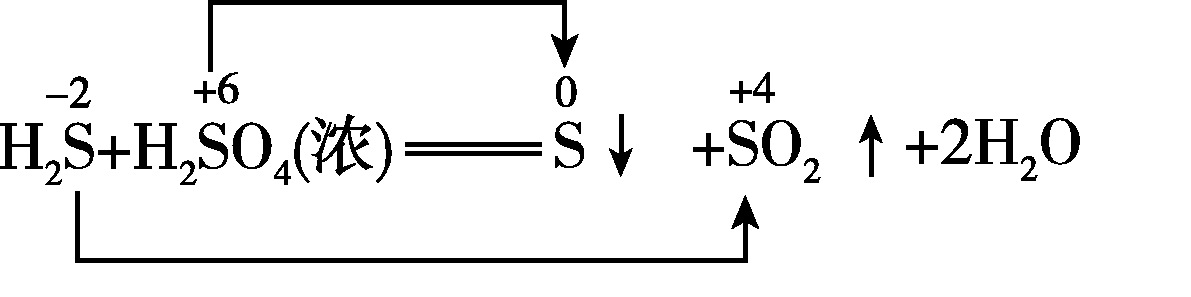 −2 +6 0 +4
H₂S+H₂SO₄(浓)══S↓ +SO₂ ↑ +2H₂O